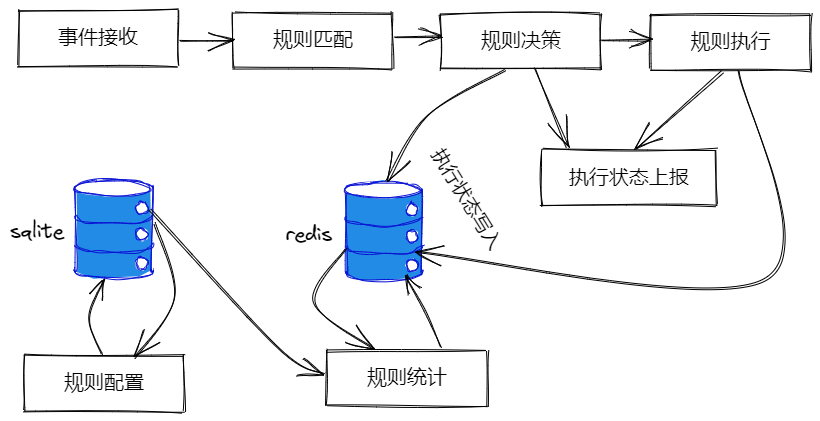 事件接收
规则匹配
规则决策
规则执行
执行状态上报
执行状态写入
sqlite
redis
规则配置
规则统计